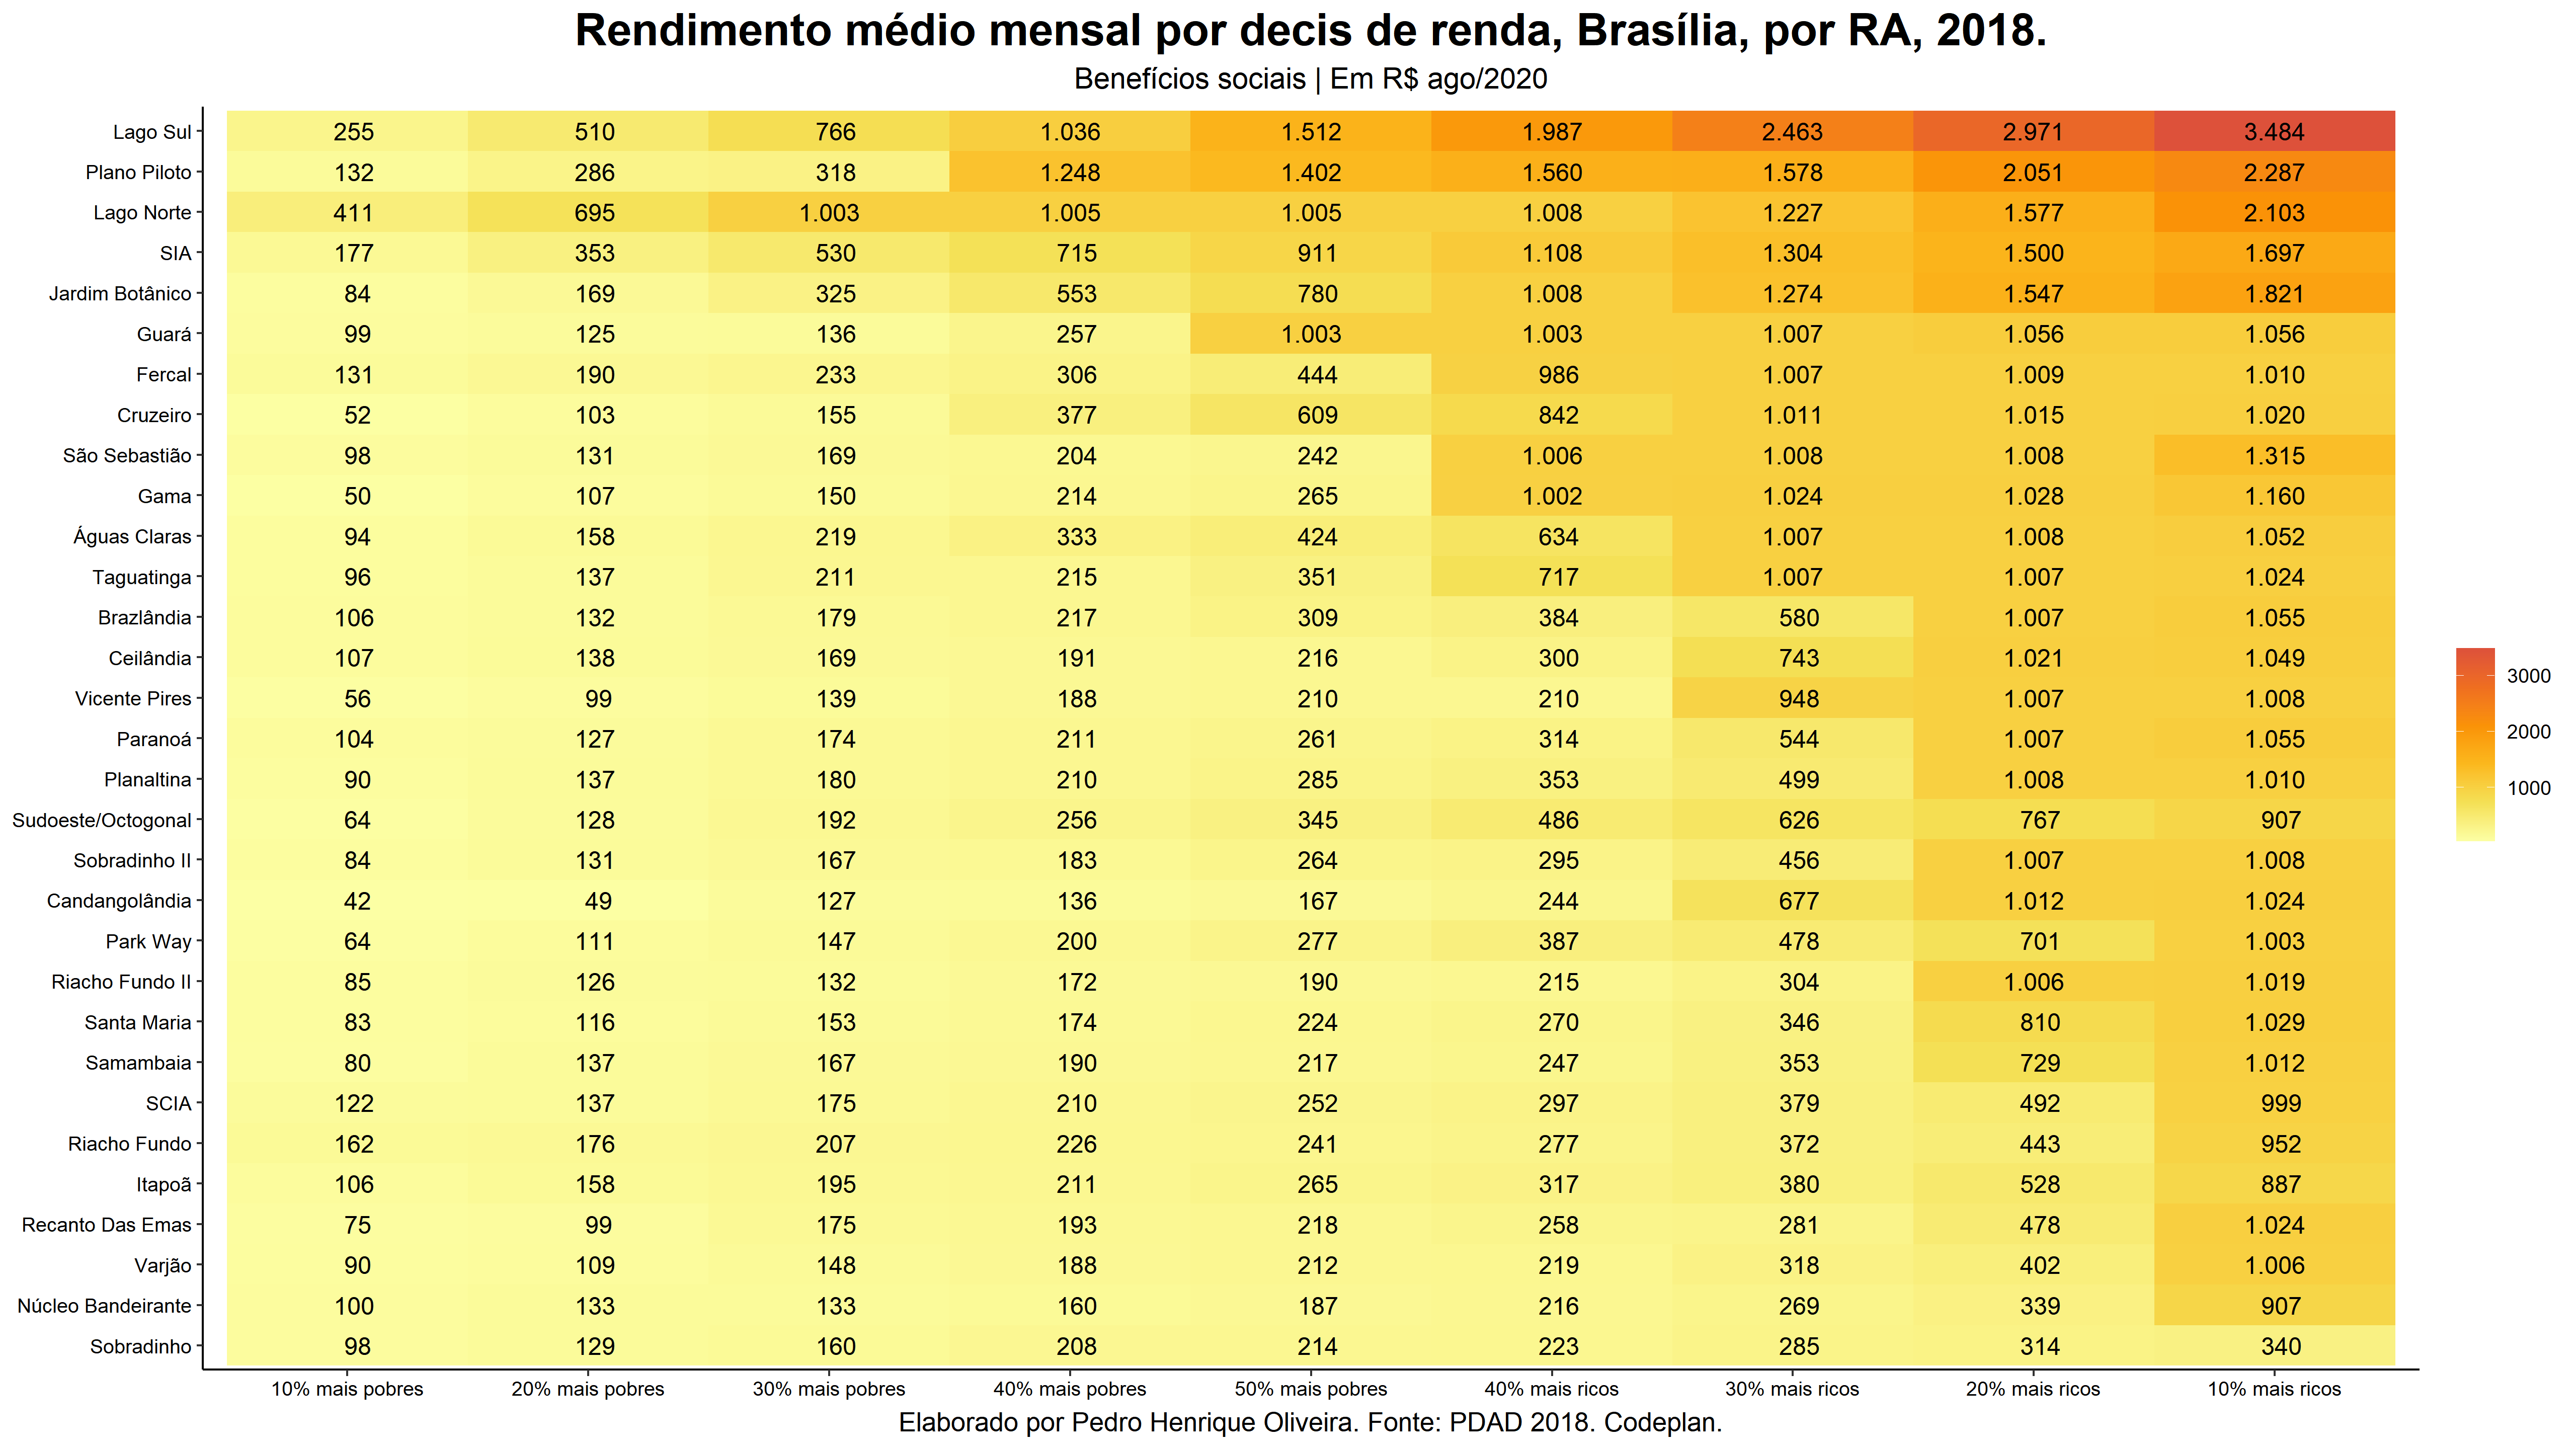 Rendimento médio mensal por decis de renda, Brasília, por RA, 2018.
Benefícios sociais | Em R$ ago/2020
Lago Sul 255 510 766 1.036 1.512 1.987 2.463 2.971 3.484
Plano Piloto 132 286 318 1.248 1.402 1.560 1.578 2.051 2.287
Lago Norte 411 695 1.003 1.005 1.005 1.008 1.227 1.577 2.103
SIA 177 353 530 715 911 1.108 1.304 1.500 1.697
Jardim Botânico 84 169 325 553 780 1.008 1.274 1.547 1.821
Guará 99 125 136 257 1.003 1.003 1.007 1.056 1.056
Fercal 131 190 233 306 444 986 1.007 1.009 1.010
Cruzeiro 52 103 155 377 609 842 1.011 1.015 1.020
São Sebastião 98 131 169 204 242 1.006 1.008 1.008 1.315
Gama 50 107 150 214 265 1.002 1.024 1.028 1.160
Águas Claras 94 158 219 333 424 634 1.007 1.008 1.052
Taguatinga 96 137 211 215 351 717 1.007 1.007 1.024
Brazlândia 106 132 179 217 309 384 580 1.007 1.055
Ceilândia 107 138 169 191 216 300 743 1.021 1.049
Vicente Pires 56 99 139 188 210 210 948 1.007 1.008
Paranoá 104 127 174 211 261 314 544 1.007 1.055
Planaltina 90 137 180 210 285 353 499 1.008 1.010
Sudoeste/Octogonal 64 128 192 256 345 486 626 767 907
Sobradinho II 84 131 167 183 264 295 456 1.007 1.008
Candangolândia 42 49 127 136 167 244 677 1.012 1.024
Park Way 64 111 147 200 277 387 478 701 1.003
Riacho Fundo II 85 126 132 172 190 215 304 1.006 1.019
Santa Maria 83 116 153 174 224 270 346 810 1.029
Samambaia 80 137 167 190 217 247 353 729 1.012
SCIA 122 137 175 210 252 297 379 492 999
Riacho Fundo 162 176 207 226 241 277 372 443 952
Itapoã 106 158 195 211 265 317 380 528 887
Recanto Das Emas 75 99 175 193 218 258 281 478 1.024
Varjão 90 109 148 188 212 219 318 402 1.006
Núcleo Bandeirante 100 133 133 160 187 216 269 339 907
Sobradinho 98 129 160 208 214 223 285 314 340
10% mais pobres 20% mais pobres 30% mais pobres 40% mais pobres 50% mais pobres 40% mais ricos 30% mais ricos 20% mais ricos 10% mais ricos
Elaborado por Pedro Henrique Oliveira. Fonte: PDAD 2018. Codeplan.
3000
2000
1000